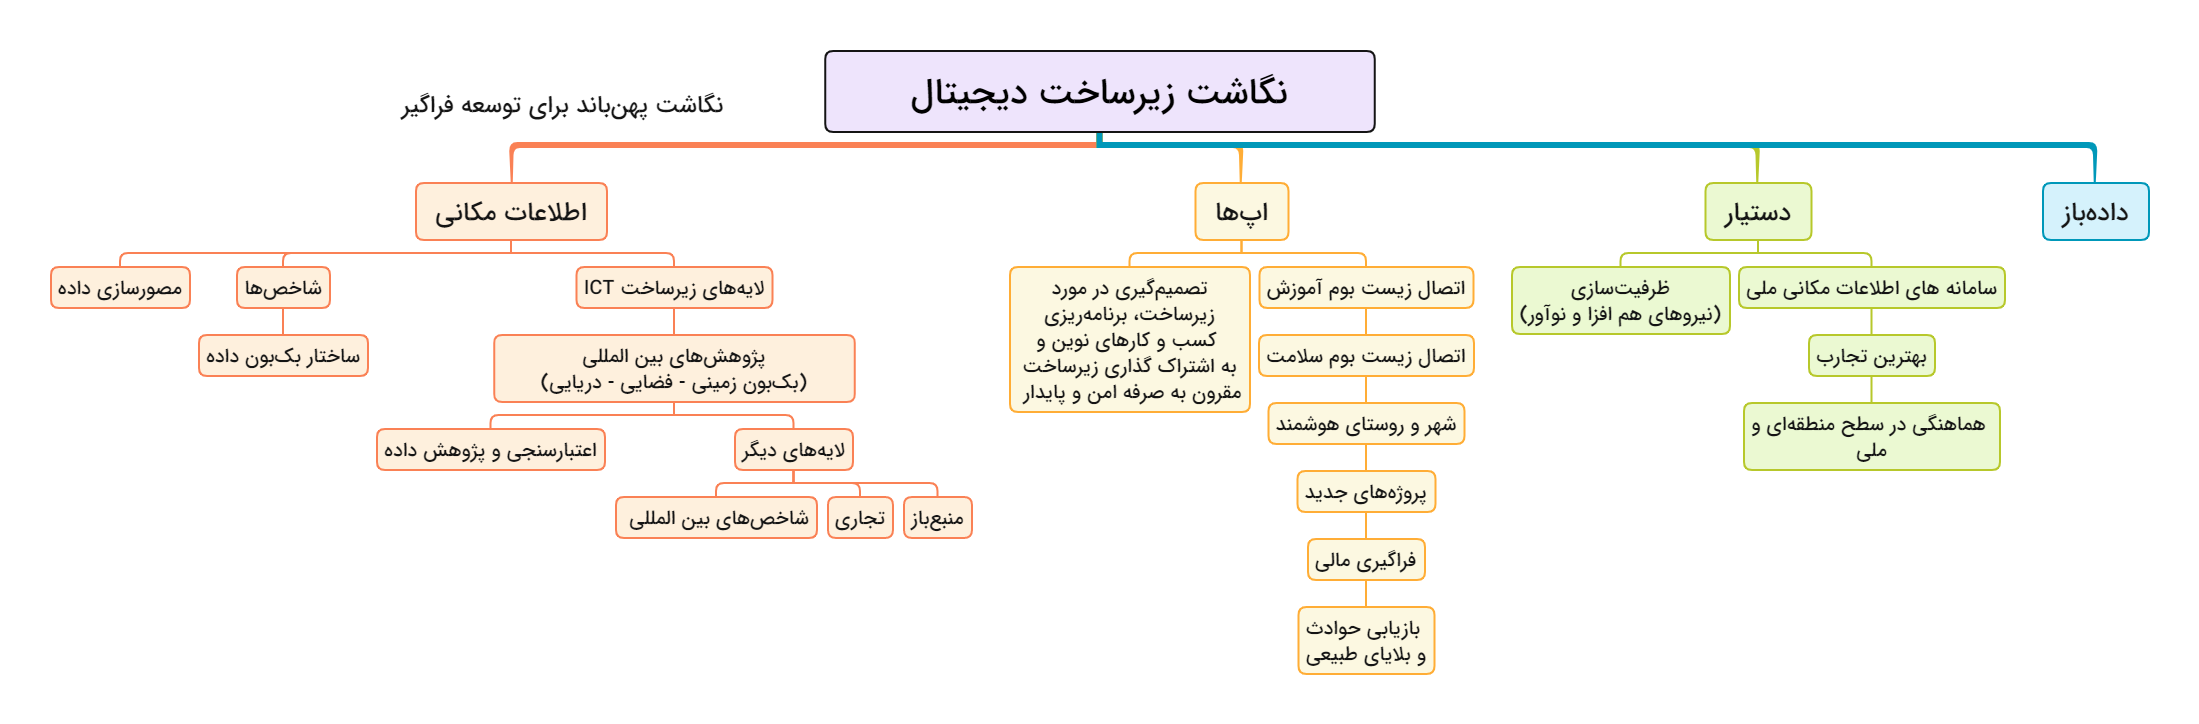 نگاشت زیرساخت دیجیتال
نگاشت پهن‌باند برای توسعه فراگیر
داده‌باز
دستیار
اپ‌ها
اطلاعات مکانی
سامانه های اطلاعات مکانی ملی
بهترین تجارب
هماهنگی در سطح منطقه‌ای و
ملی
ظرفیت‌سازی
(نیروهای هم افزا و نوآور)
اتصال زیست بوم آموزش
اتصال زیست بوم سلامت
شهر و روستای هوشمند
پروژه‌های جدید
فراگیری مالی
بازیابی حوادث
و بلایای طبیعی
تصمیم‌گیری در مورد
زیرساخت، برنامه‌ریزی
کسب و کارهای نوین و
به اشتراک گذاری زیرساخت
مقرون به صرفه امن و پایدار
لایه‌های زیرساخت ICT
پژوهش‌های بین المللی
(بک‌بون زمینی - فضایی - دریایی)
لایه‌های دیگر
منبع‌باز
تجاری
شاخص‌های بین المللی
اعتبارسنجی و پژوهش داده
شاخص‌ها
ساختار بک‌بون داده
مصورسازی داده